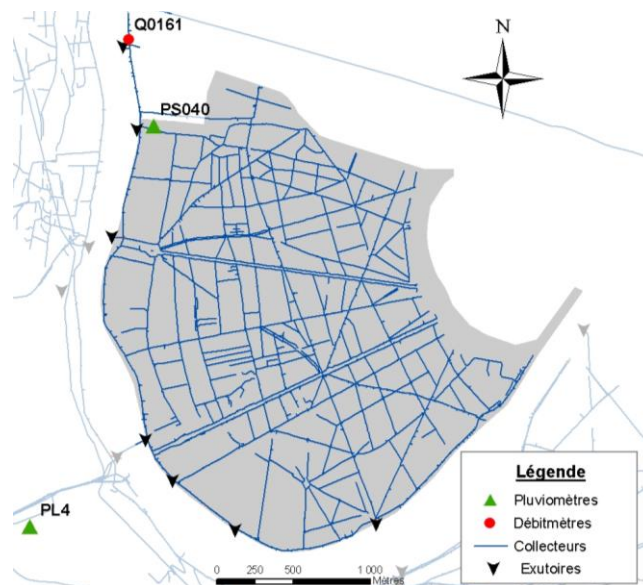 Q0161
N
PS040
PL4
Légende
Pluviomètres
Débitmètres
Collecteurs
Exutoires
0 250 500 1 000
Mètres